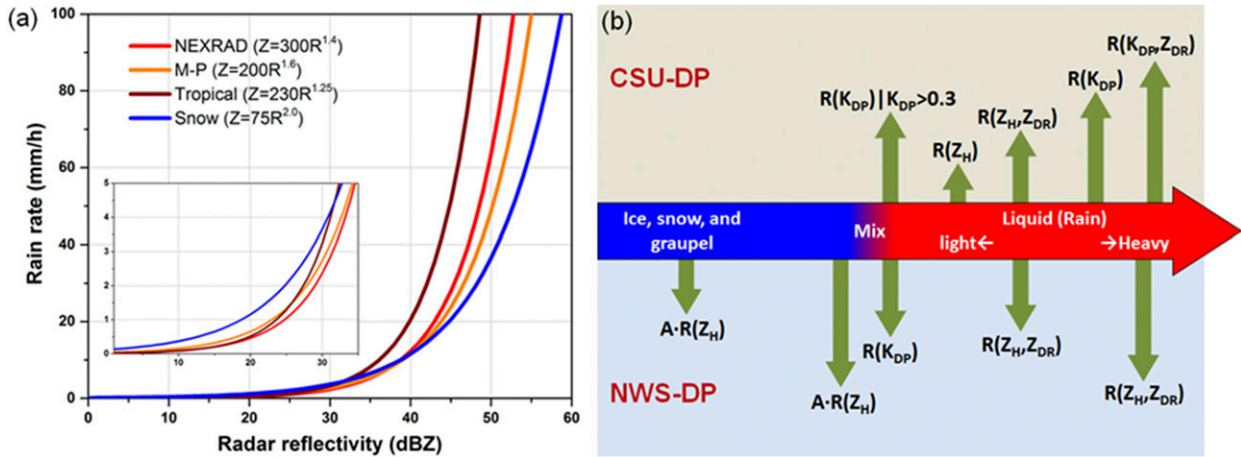 (a)
100
80
60
40
20
0
Rain rate (mm/h)
NEXRAD (Z=300R^1.4)
M-P (Z=200R^1.6)
Tropical (Z=230R^1.25)
Snow (Z=75R^2.0)
5
4
3
2
1
0
10 20 30
0 10 20 30 40 50 60
Radar reflectivity (dBZ)
(b)
CSU-DP
R(K_DP)|K_DP>0.3
R(Z_H)
R(Z_H,Z_DR)
R(K_DP)
R(K_DP,Z_DR)
Ice, snow, and
graupel
Mix
Liquid (Rain)
light← →Heavy
A·R(Z_H)
A·R(Z_H)
R(K_DP)
R(Z_H,Z_DR)
R(Z_H,Z_DR)
NWS-DP